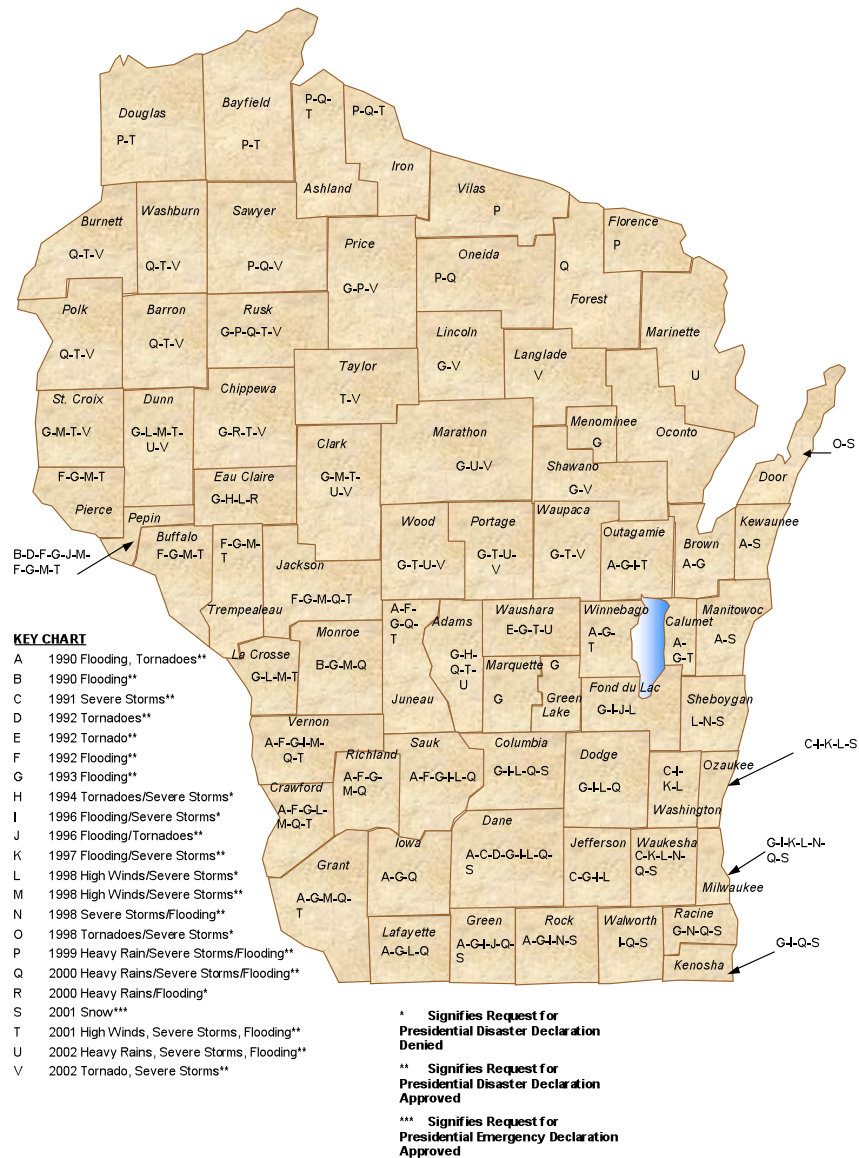 Douglas
P-T
Bayfield
P-T
P-Q-
T
Ashland
P-Q-T
Iron
Vilas
P
Florence
P
Burnett
Q-T-V
Washburn
Q-T-V
Sawyer
P-Q-V
Price
G-P-V
Oneida
P-Q
Q
Forest
Marinette
U
Polk
Q-T-V
Barron
Q-T-V
Rusk
G-P-Q-T-V
Lincoln
G-V
Langlade
V
Taylor
T-V
St. Croix
G-M-T-V
Dunn
G-L-M-T-
U-V
Chippewa
G-R-T-V
Clark
G-M-T-
U-V
Marathon
G-U-V
Menominee
G
Oconto
Shawano
G-V
O-S
Door
F-G-M-T
Pierce
Eau Claire
G-H-L-R
Pepin
B-D-F-G-J-M-
F-G-M-T
Buffalo
F-G-M-T
F-G-M-
T
Trempealeau
Jackson
F-G-M-Q-T
Wood
G-T-U-V
Portage
G-T-U-
V
Waupaca
G-T-V
Outagamie
A-G-I-T
Brown
A-G
Kewaunee
A-S
La Crosse
G-L-M-T
Monroe
B-G-M-Q
A-F-
G-Q-
T
Juneau
Adams
G-H-
Q-T-
U
Waushara
E-G-T-U
Winnebago
A-G-
T
Calumet
A-
G-T
Manitowoc
A-S
Marquette
G
G
Green
Lake
Fond du Lac
G-I-J-L
Sheboygan
L-N-S
Vernon
A-F-G-I-M-
Q-T
Richland
A-F-G-
M-Q
Sauk
A-F-G-I-L-Q
Columbia
G-I-L-Q-S
Dodge
G-I-L-Q
C-I-
K-L
Washington
Ozaukee
C-I-K-L-S
Crawford
A-F-G-L-
M-Q-T
Grant
A-G-M-Q-
T
Iowa
A-G-Q
Dane
A-C-D-G-I-L-Q-
S
Jefferson
C-G-I-L
Waukesha
C-K-L-N-
Q-S
Milwaukee
G-I-K-L-N-
Q-S
Lafayette
A-G-L-Q
Green
A-G-I-J-Q-
S
Rock
A-G-I-N-S
Walworth
I-Q-S
Racine
G-N-Q-S
Kenosha
G-I-Q-S
KEY CHART
A 1990 Flooding, Tornadoes**
B 1990 Flooding**
C 1991 Severe Storms**
D 1992 Tornadoes**
E 1992 Tornado**
F 1992 Flooding**
G 1993 Flooding**
H 1994 Tornadoes/Severe Storms*
I 1996 Flooding/Severe Storms*
J 1996 Flooding/Tornadoes**
K 1997 Flooding/Severe Storms**
L 1998 High Winds/Severe Storms*
M 1998 High Winds/Severe Storms**
N 1998 Severe Storms/Flooding**
O 1998 Tornadoes/Severe Storms*
P 1999 Heavy Rain/Severe Storms/Flooding**
Q 2000 Heavy Rains/Severe Storms/Flooding**
R 2000 Heavy Rains/Flooding*
S 2001 Snow***
T 2001 High Winds, Severe Storms, Flooding**
U 2002 Heavy Rains, Severe Storms, Flooding**
V 2002 Tornado, Severe Storms**
* Signifies Request for
Presidential Disaster Declaration
Denied
** Signifies Request for
Presidential Disaster Declaration
Approved
*** Signifies Request for
Presidential Emergency Declaration
Approved